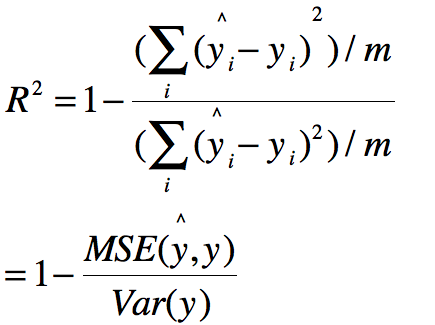 R² = 1 − ((∑ᵢ(ŷᵢ − yᵢ)²)/m) / ((∑ᵢ(ŷᵢ − yᵢ)²)/m)
= 1 − MSE(ŷ,y) / Var(y)